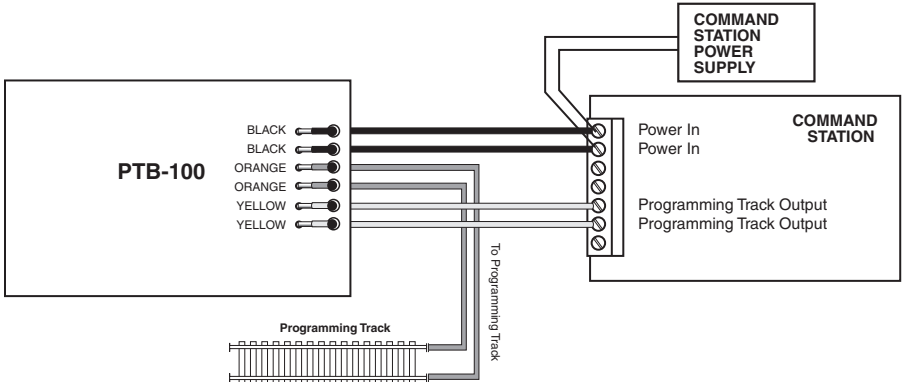 COMMAND
STATION
POWER
SUPPLY
PTB-100
BLACK
BLACK
ORANGE
ORANGE
YELLOW
YELLOW
Power In
Power In
Programming Track Output
Programming Track Output
COMMAND
STATION
To Programming Track
Programming Track